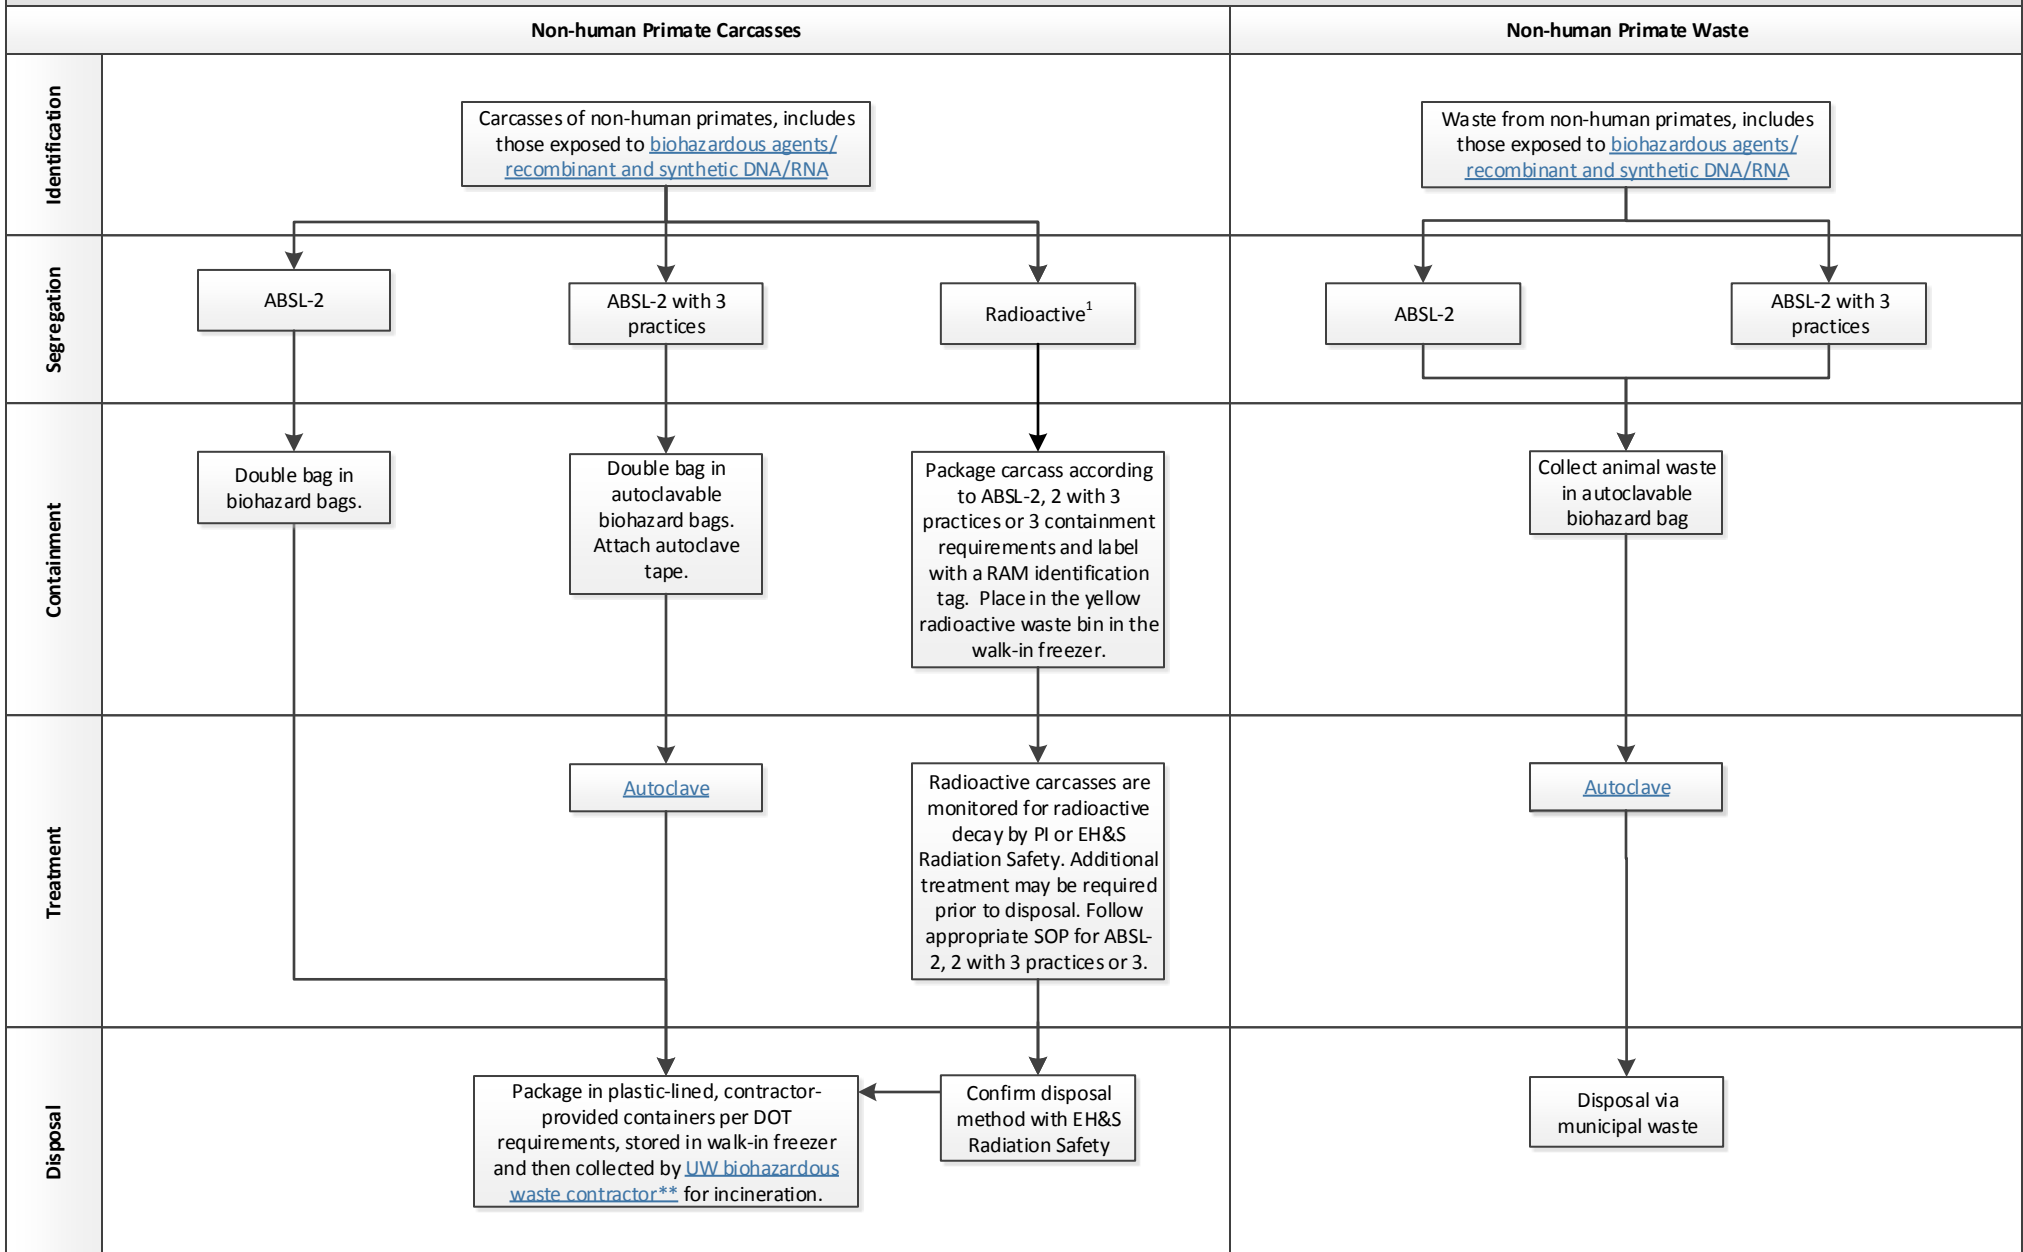 Non-human Primate Carcasses
Non-human Primate Waste
Identification
Carcasses of non-human primates, includes
those exposed to biohazardous agents/
recombinant and synthetic DNA/RNA
Waste from non-human primates, includes
those exposed to biohazardous agents/
recombinant and synthetic DNA/RNA
Segregation
ABSL-2
ABSL-2 with 3
practices
Radioactive1
ABSL-2
ABSL-2 with 3
practices
Containment
Double bag in
biohazard bags.
Double bag in
autoclavable
biohazard bags.
Attach autoclave
tape.
Package carcass according
to ABSL-2, 2 with 3
practices or 3 containment
requirements and label
with a RAM identification
tag. Place in the yellow
radioactive waste bin in the
walk-in freezer.
Collect animal waste
in autoclavable
biohazard bag
Treatment
Autoclave
Radioactive carcasses are
monitored for radioactive
decay by PI or EH&S
Radiation Safety. Additional
treatment may be required
prior to disposal. Follow
appropriate SOP for ABSL-
2, 2 with 3 practices or 3.
Autoclave
Disposal
Package in plastic-lined, contractor-
provided containers per DOT
requirements, stored in walk-in freezer
and then collected by UW biohazardous
waste contractor** for incineration.
Confirm disposal
method with EH&S
Radiation Safety
Disposal via
municipal waste